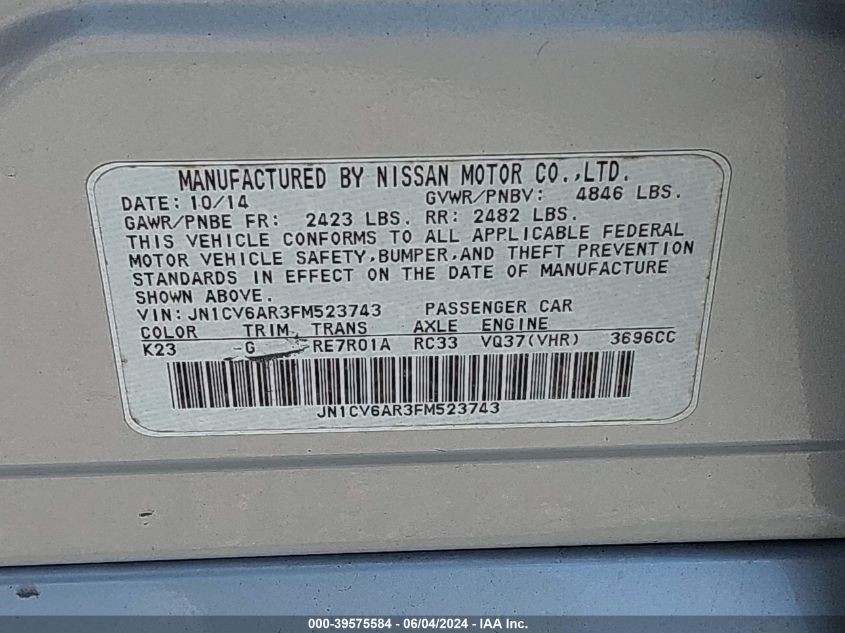 MANUFACTURED BY NISSAN MOTOR CO.,LTD.
DATE: 10/14 GVWR/PNBV: 4846 LBS.
GAWR/PNBE FR: 2423 LBS. RR: 2482 LBS.
THIS VEHICLE CONFORMS TO ALL APPLICABLE FEDERAL
MOTOR VEHICLE SAFETY,BUMPER,AND THEFT PREVENTION
STANDARDS IN EFFECT ON THE DATE OF MANUFACTURE
SHOWN ABOVE.
VIN: JN1CV6AR3FM523743 PASSENGER CAR
COLOR TRIM TRANS AXLE ENGINE
K23 -G RE7R01A RC33 VQ37(VHR) 3696CC
JN1CV6AR3FM523743
000-39575584 - 06/04/2024 - IAA Inc.